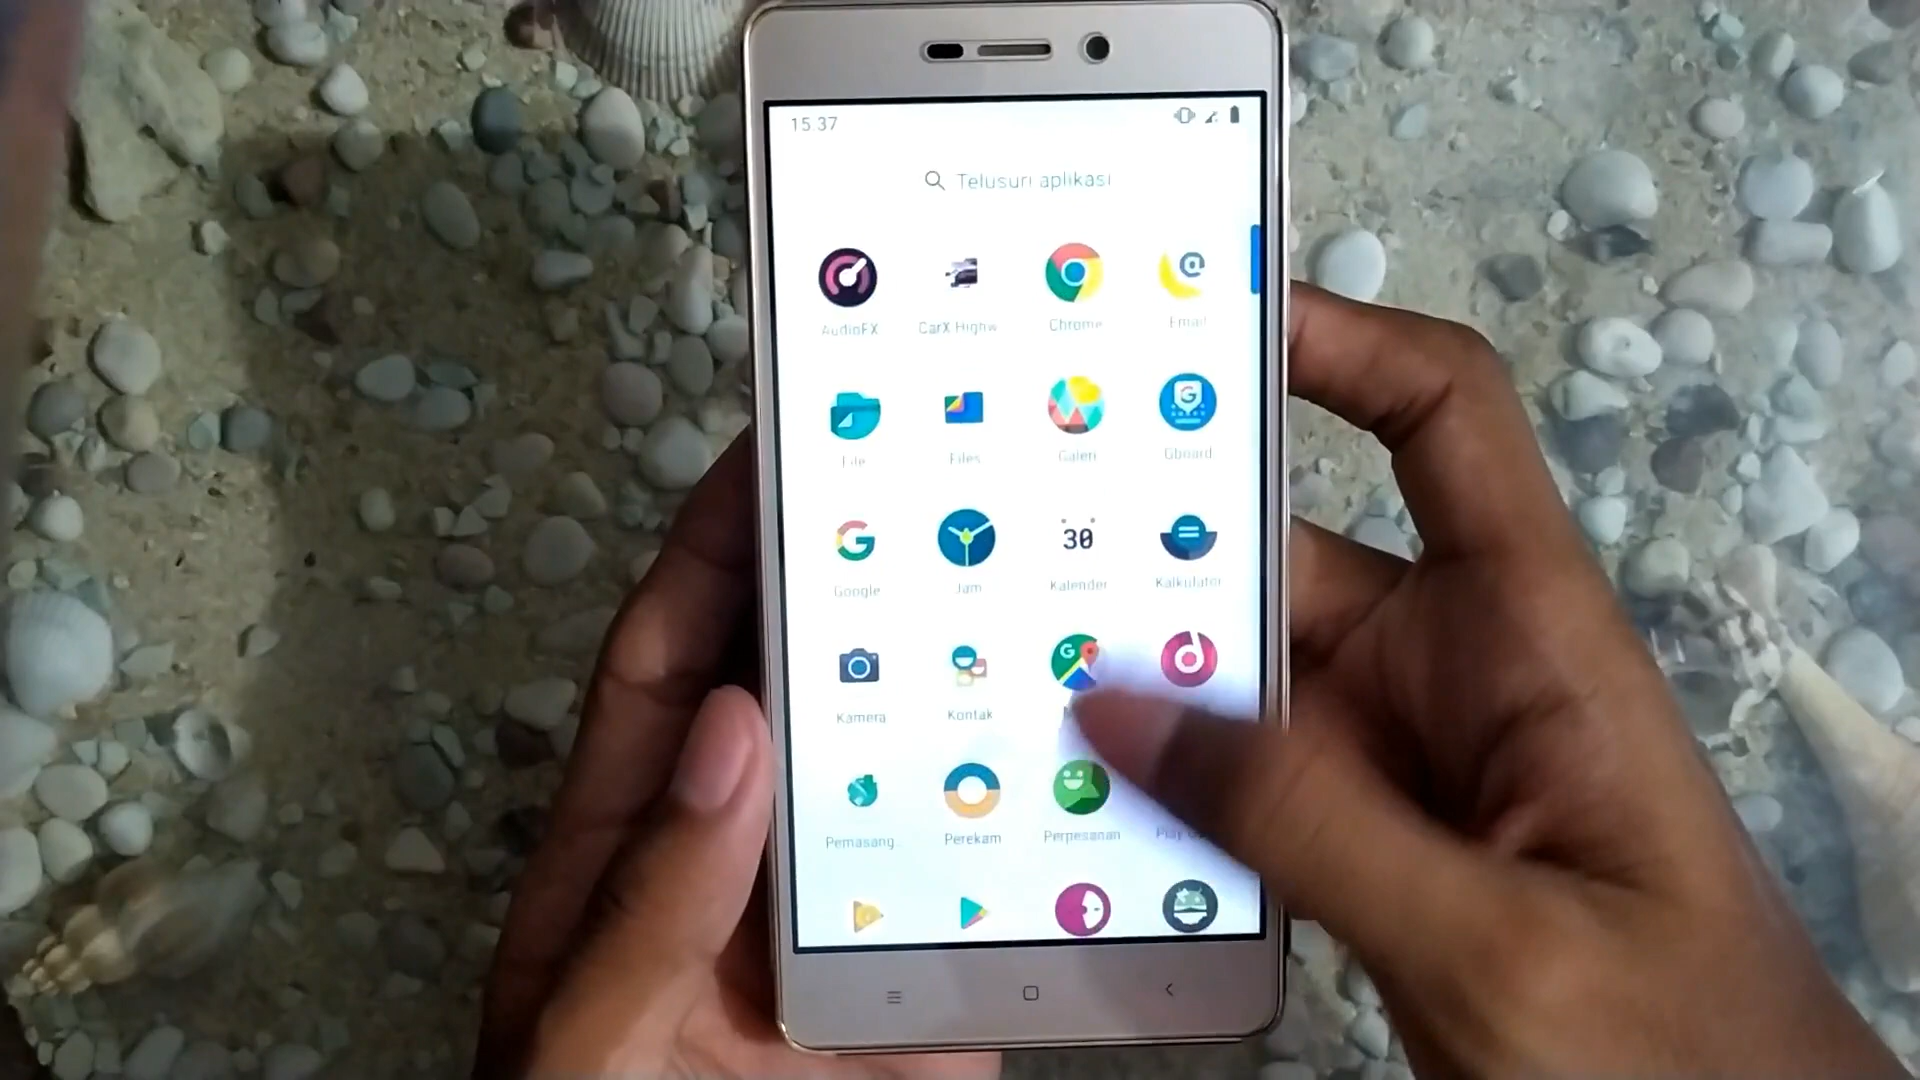 15.37
Telusuri aplikasi
AudioFX CarX Highw Chrome Email
File Files Galeri Gboard
30
Google Jam Kalender Kalkulator
Kamera Kontak
Pemasang.. Perekam Perpesanan Play